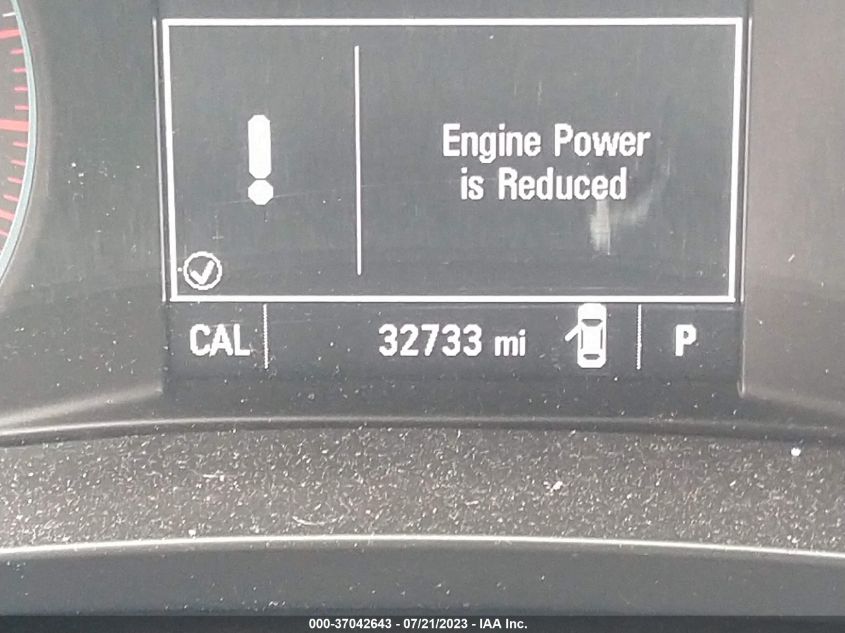 Engine Power
is Reduced
CAL 32733 mi P
000-37042643 - 07/21/2023 - IAA Inc.